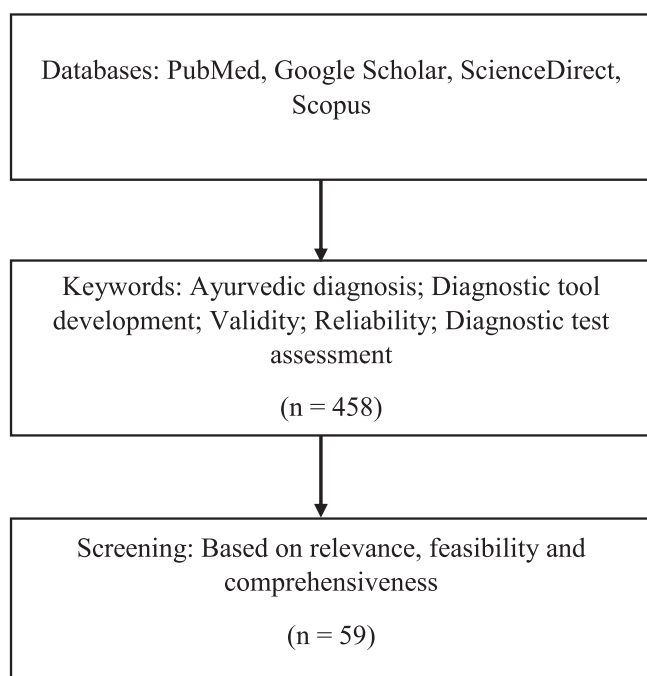 Databases: PubMed, Google Scholar, ScienceDirect,
Scopus
Keywords: Ayurvedic diagnosis; Diagnostic tool
development; Validity; Reliability; Diagnostic test
assessment
(n = 458)
Screening: Based on relevance, feasibility and
comprehensiveness
(n = 59)